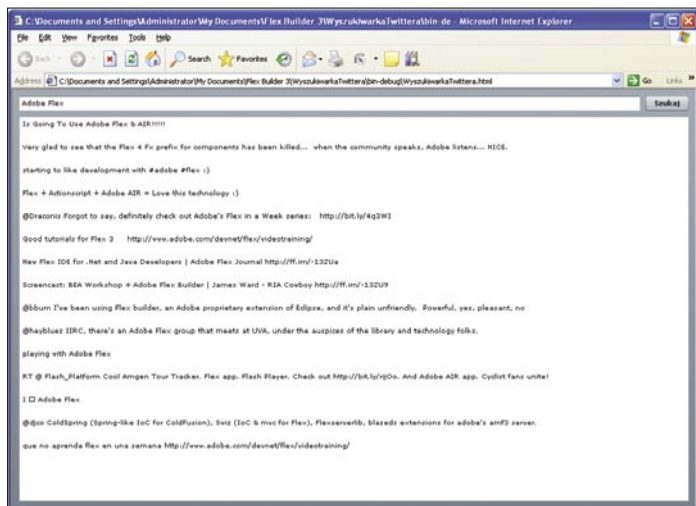 C:\Documents and Settings\Administrator\My Documents\Flex Builder 3\WyszukiwarkaTwittera\bin-de - Microsoft Internet Explorer
File Edit View Favorites Tools Help
Back Search Favorites
Address C:\Documents and Settings\Administrator\My Documents\Flex Builder 3\WyszukiwarkaTwittera\bin-debug\WyszukiwarkaTwittera.html Go Links »
Adobe Flex Szukaj
Is Going To Use Adobe Flex & AIR!!!!!
Very glad to see that the Flex 4 Fx prefix for components has been killed... when the community speaks, Adobe listens... NICE.
starting to like development with #adobe #flex :)
Flex + Actionscript + Adobe AIR = Love this technology :)
@Draconis Forgot to say, definitely check out Adobe's Flex in a Week series: http://bit.ly/4q3WI
Good tutorials for Flex 3 http://www.adobe.com/devnet/flex/videotraining/
New Flex IDE for .Net and Java Developers | Adobe Flex Journal http://ff.im/-13ZUa
Screencast: BEA Workshop + Adobe Flex Builder | James Ward - RIA Cowboy http://ff.im/-13ZU9
@bbum I've been using Flex builder, an Adobe proprietary extension of Eclipse, and it's plain unfriendly. Powerful, yes, pleasant, no
@heyblues IIRC, there's an Adobe Flex group that meets at UVA, under the auspices of the library and technology folks.
playing with Adobe Flex
RT @ Flash_Platform Cool Amgen Tour Tracker. Flex app. Flash Player. Check out And Adobe AIR app. Cyclist fans unite!
I □ Adobe Flex
ColdSpring (Spring-like IoC for ColdFusion), Swiz (IoC & mvc for Flex), Flexserverlib, blazeds extensions for adobe's amf3 server.
que no aprenda flex en una semana http://www.adobe.com/devnet/flex/videotraining/